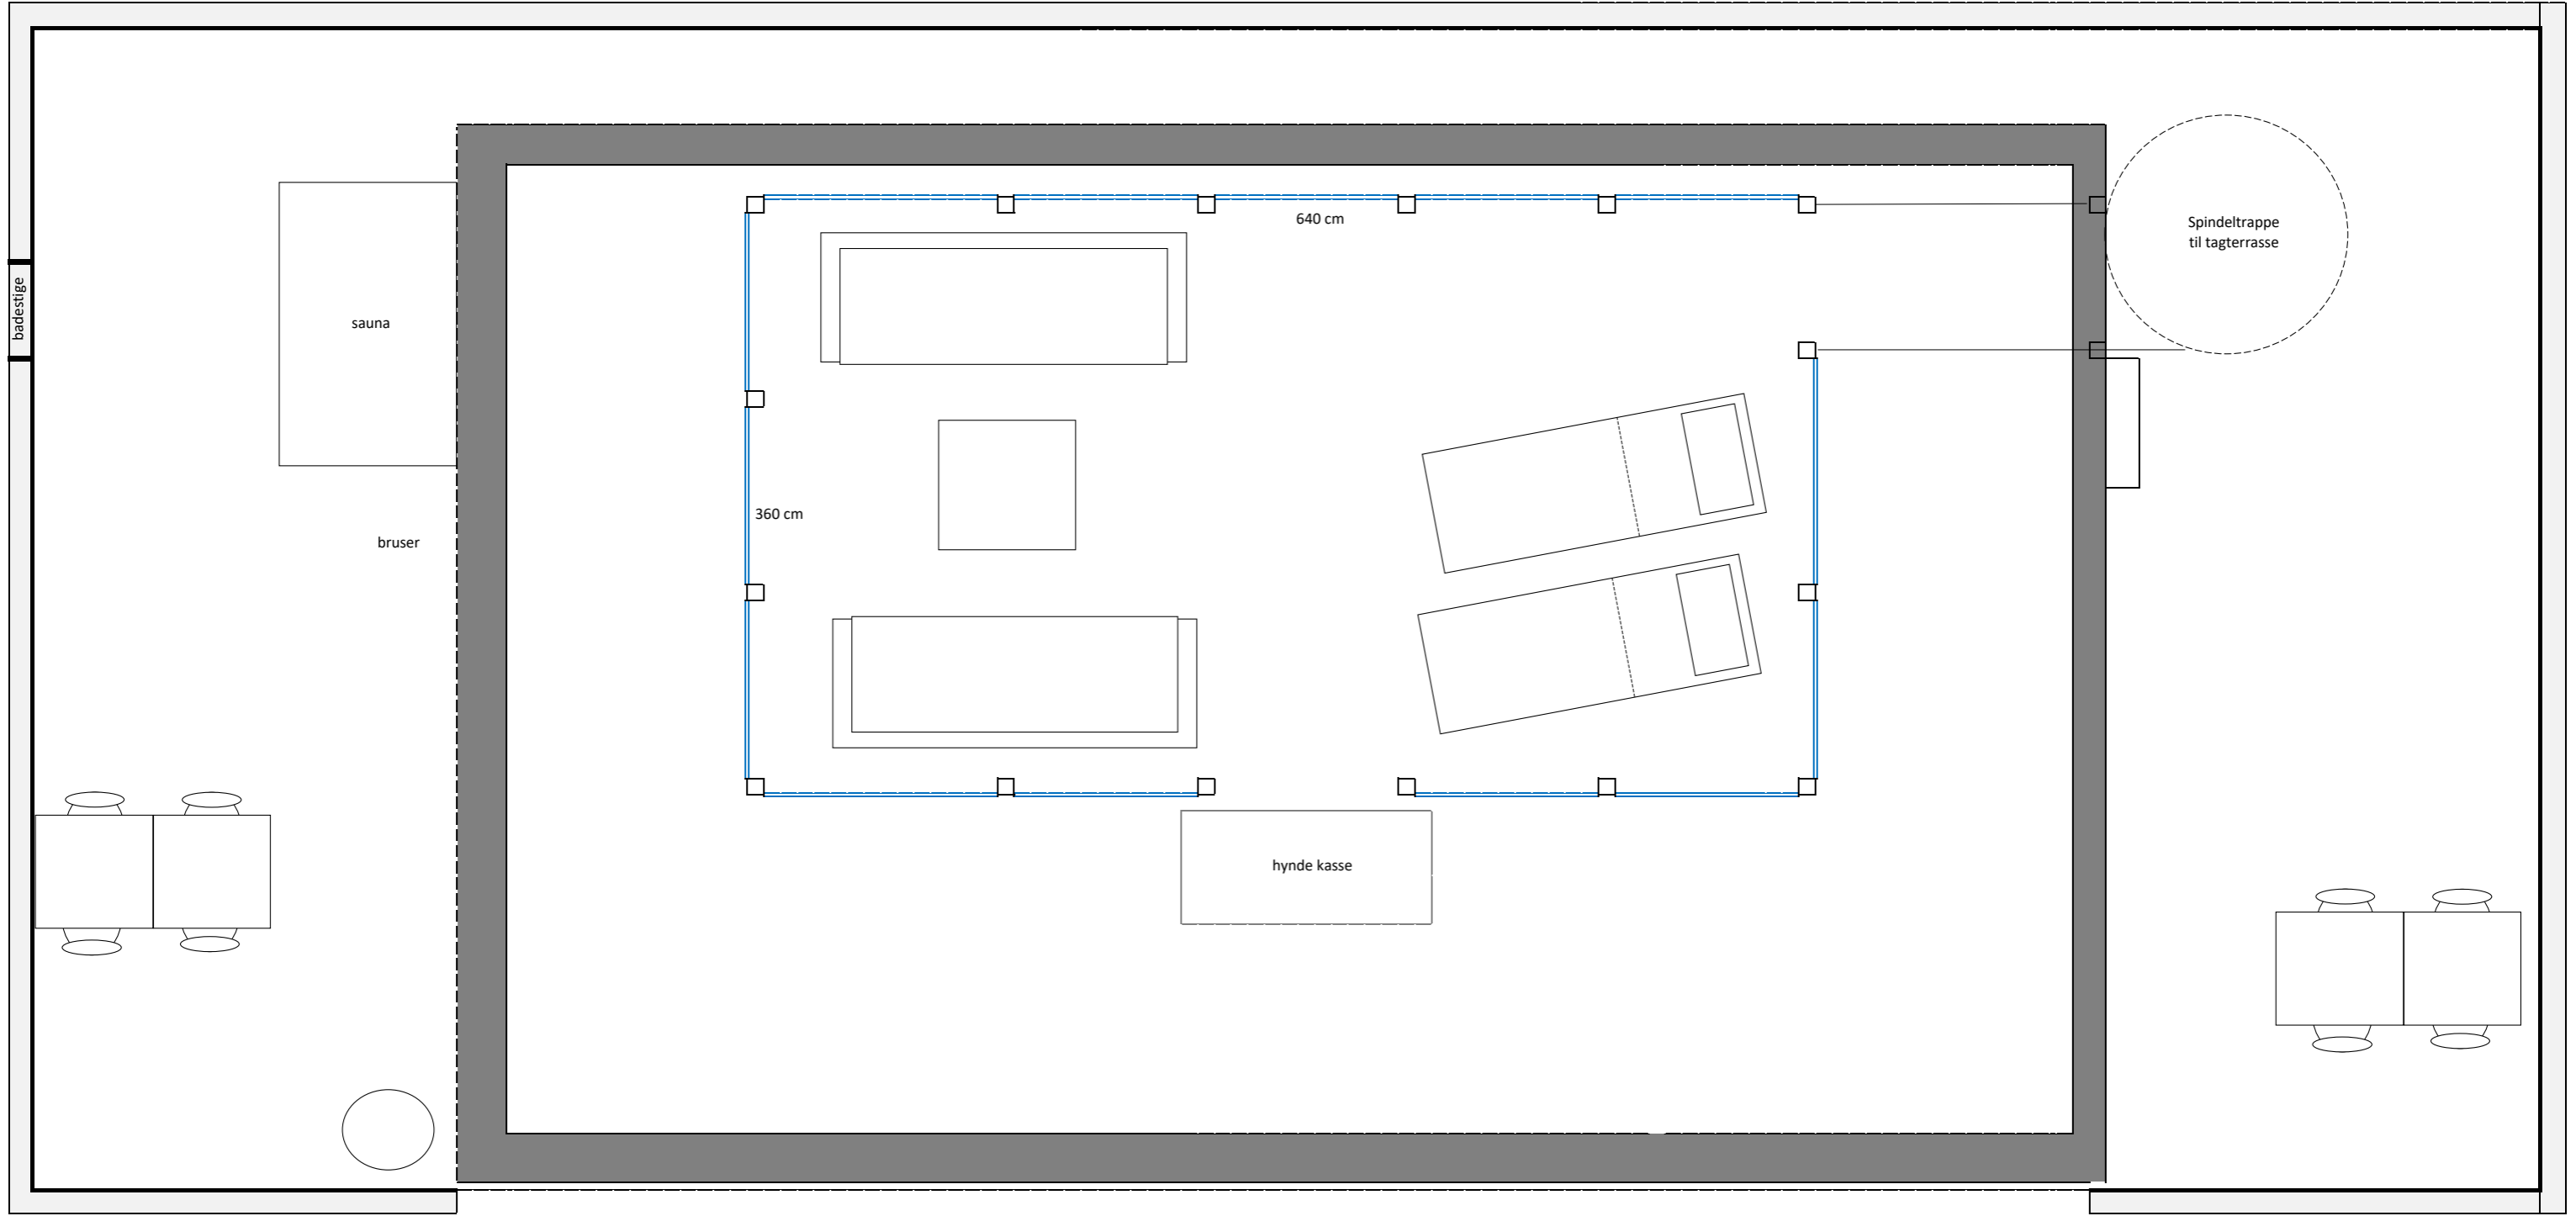 640 cm
Spindeltrappe
til tagterrasse
badestige
sauna
360 cm
bruser
hynde kasse